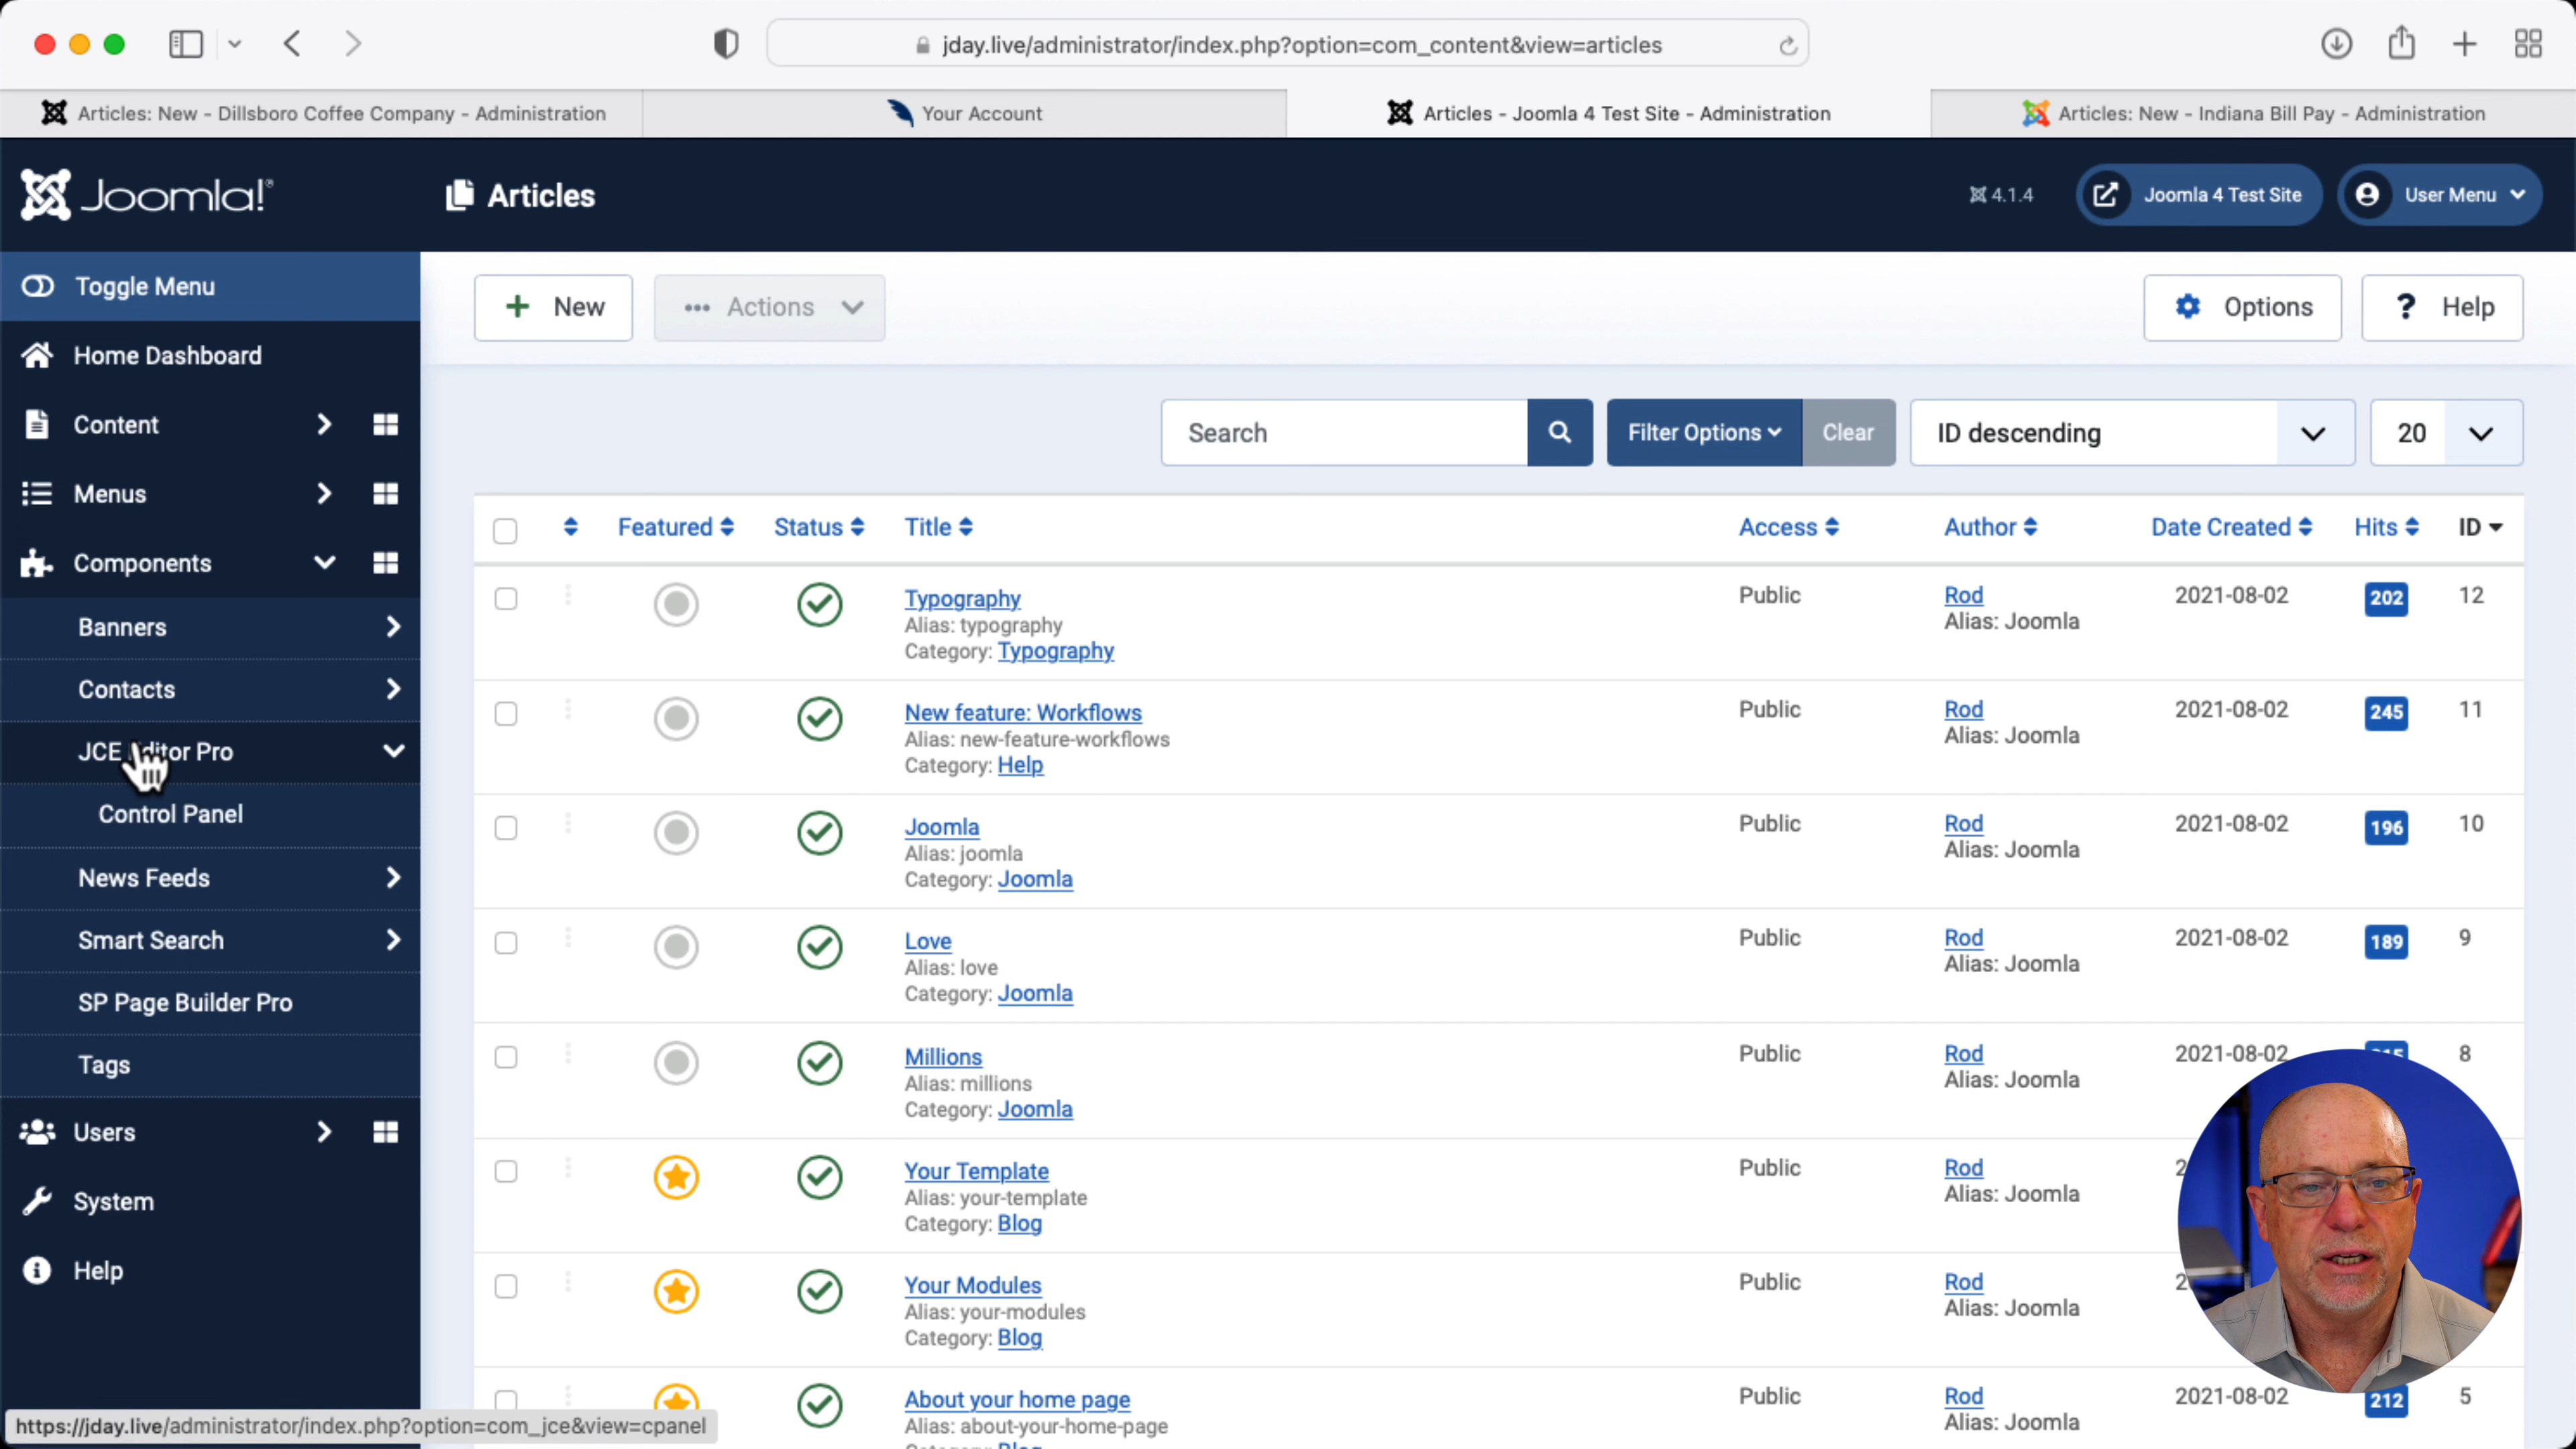 jday.live/administrator/index.php?option=com_content&view=articles
Articles: New - Dillsboro Coffee Company - Administration
Your Account
Articles - Joomla 4 Test Site - Administration
Articles: New - Indiana Bill Pay - Administration
Joomla!®
Articles
4.1.4
Joomla 4 Test Site
User Menu
Toggle Menu
Home Dashboard
Content
Menus
Components
Banners
Contacts
JCE Editor Pro
Control Panel
News Feeds
Smart Search
SP Page Builder Pro
Tags
Users
System
Help
New
Actions
Options
Help
Search
Filter Options
Clear
ID descending
20
Featured Status Title Access Author Date Created Hits ID
Typography Public Rod 2021-08-02 202 12
Alias: typography Alias: Joomla
Category: Typography
New feature: Workflows Public Rod 2021-08-02 245 11
Alias: new-feature-workflows Alias: Joomla
Category: Help
Joomla Public Rod 2021-08-02 196 10
Alias: joomla Alias: Joomla
Category: Joomla
Love Public Rod 2021-08-02 189 9
Alias: love Alias: Joomla
Category: Joomla
Millions Public Rod 2021-08-02 8
Alias: millions Alias: Joomla
Category: Joomla
Your Template Public Rod
Alias: your-template Alias: Joomla
Category: Blog
Your Modules Public Rod
Alias: your-modules Alias: Joomla
Category: Blog
About your home page Public Rod 2021-08-02 212 5
Alias: about-your-home-page Alias: Joomla
https://jday.live/administrator/index.php?option=com_jce&view=cpanel